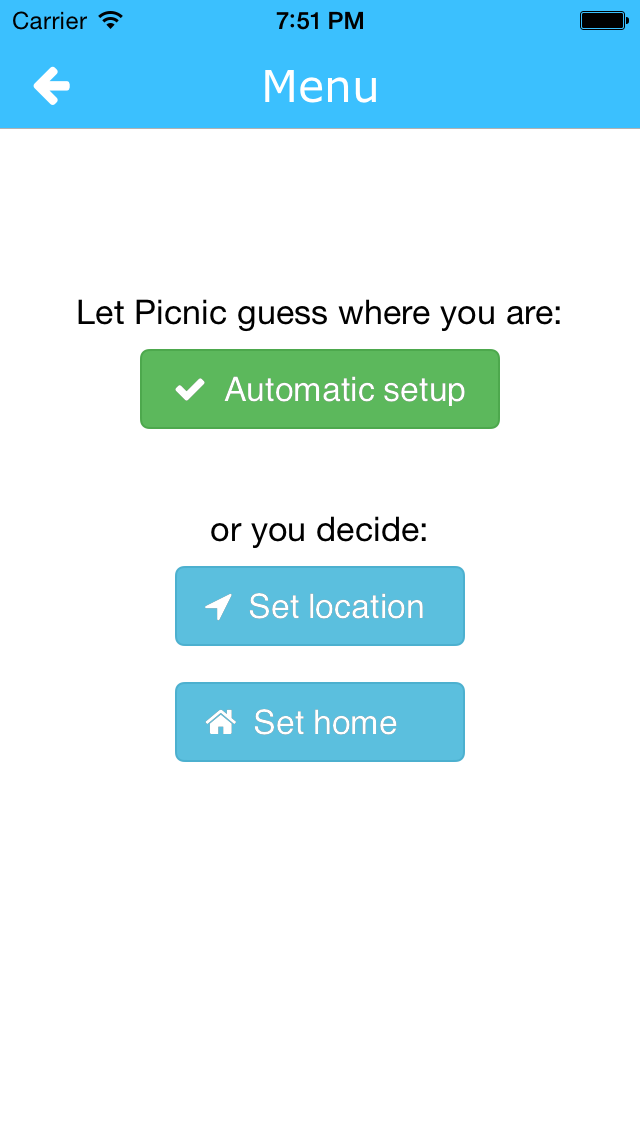 Carrier 7:51 PM
Menu
Let Picnic guess where you are:
Automatic setup
or you decide:
Set location
Set home